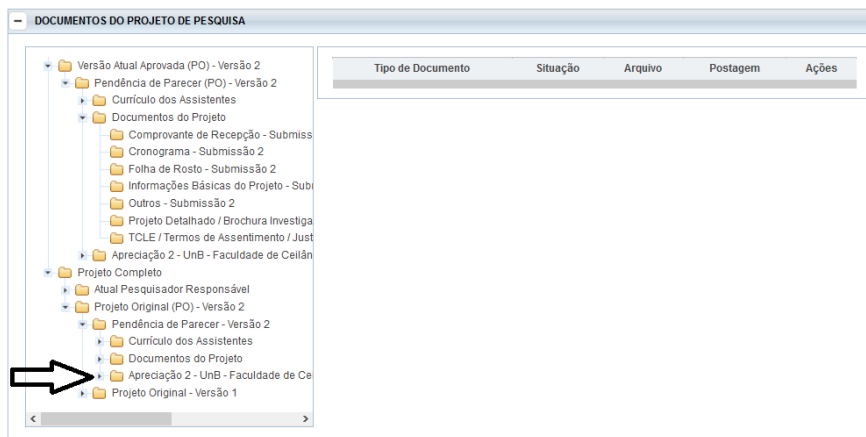 DOCUMENTOS DO PROJETO DE PESQUISA
Versão Atual Aprovada (PO) - Versão 2
Pendência de Parecer (PO) - Versão 2
Currículo dos Assistentes
Documentos do Projeto
Comprovante de Recepção - Submiss
Cronograma - Submissão 2
Folha de Rosto - Submissão 2
Informações Básicas do Projeto - Sub
Outros - Submissão 2
Projeto Detalhado / Brochura Investiga
TCLE / Termos de Assentimento / Just
Apreciação 2 - UnB - Faculdade de Ceilân
Projeto Completo
Atual Pesquisador Responsável
Projeto Original (PO) - Versão 2
Pendência de Parecer - Versão 2
Currículo dos Assistentes
Documentos do Projeto
Apreciação 2 - UnB - Faculdade de Cei
Projeto Original - Versão 1
Tipo de Documento Situação Arquivo Postagem Ações